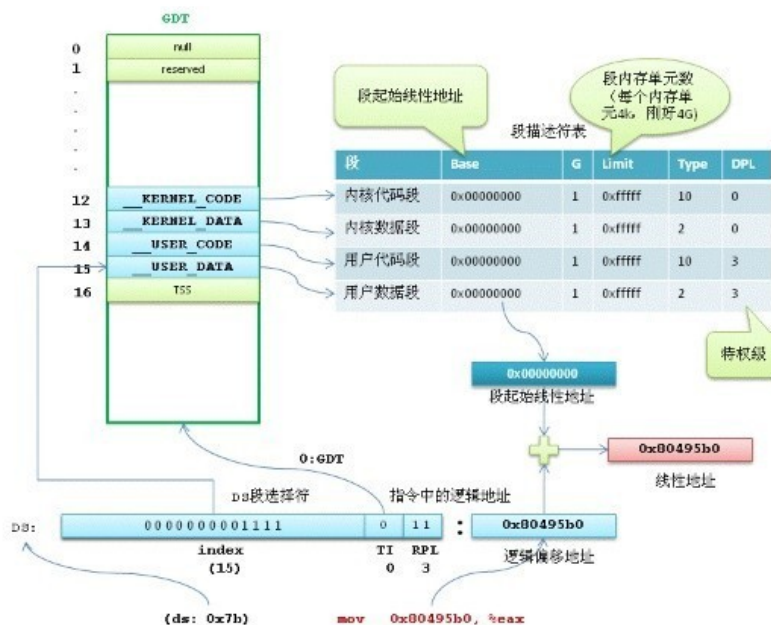 GDT
0 null
1 reserved
.
.
.
.
.
.
12 __KERNEL_CODE
13 __KERNEL_DATA
14 __USER_CODE
15 __USER_DATA
16 TSS
段起始线性地址
段内存单元数
(每个内存单
元4k,刚好4G)
段描述符表
段 Base G Limit Type DPL
内核代码段 0x00000000 1 0xfffff 10 0
内核数据段 0x00000000 1 0xfffff 2 0
用户代码段 0x00000000 1 0xfffff 10 3
用户数据段 0x00000000 1 0xfffff 2 3
特权级
0x00000000
段起始线性地址
0x80495b0
线性地址
0:GDT
DS段选择符
指令中的逻辑地址
DS: 0000000001111 0 11 : 0x80495b0
index TI RPL
(15) 0 3
逻辑偏移地址
(ds: 0x7b)
mov 0x80495b0, %eax